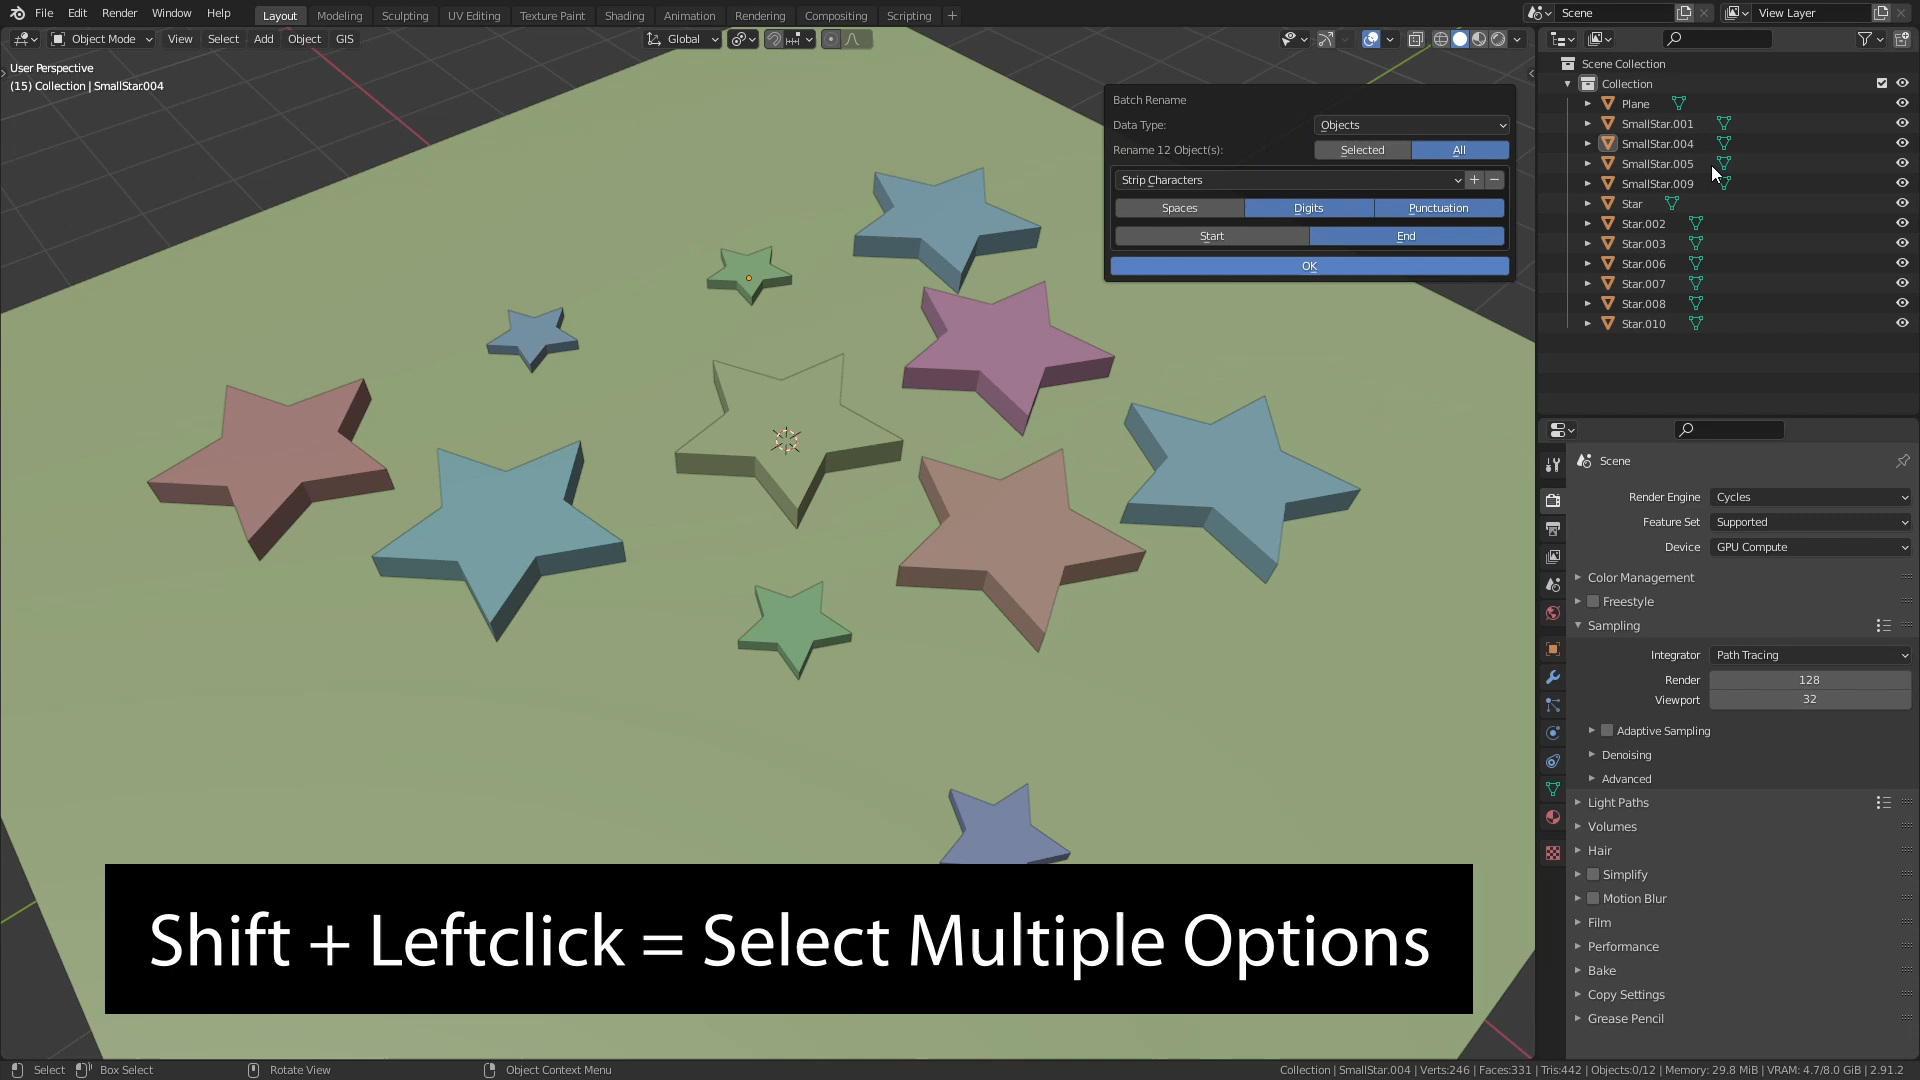 File Edit Render Window Help Layout Modeling Sculpting UV Editing Texture Paint Shading Animation Rendering Compositing Scripting + Scene View Layer
Object Mode View Select Add Object GIS Global
User Perspective
(15) Collection | SmallStar.004
Batch Rename
Data Type: Objects
Rename 12 Object(s): Selected All
Strip Characters + −
Spaces Digits Punctuation
Start End
OK
Scene Collection
Collection
Plane
SmallStar.001
SmallStar.004
SmallStar.005
SmallStar.009
Star
Star.002
Star.003
Star.006
Star.007
Star.008
Star.010
Scene
Render Engine Cycles
Feature Set Supported
Device GPU Compute
Color Management
Freestyle
Sampling
Integrator Path Tracing
Render 128
Viewport 32
Adaptive Sampling
Denoising
Advanced
Light Paths
Volumes
Hair
Simplify
Motion Blur
Film
Performance
Bake
Copy Settings
Grease Pencil
Shift + Leftclick = Select Multiple Options
Select Box Select Rotate View Object Context Menu Collection | SmallStar.004 | Verts:246 | Faces:331 | Tris:442 | Objects:0/12 | Memory: 29.8 MiB | VRAM: 4.7/8.0 GiB | 2.91.2